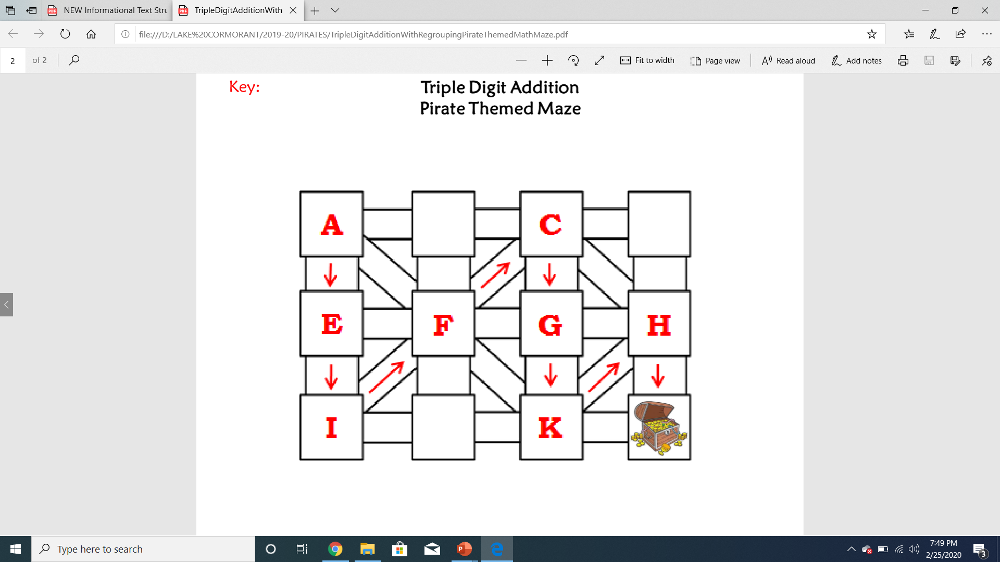 NEW Informational Text Stru
TripleDigitAdditionWith
file:///D:/LAKE%20CORMORANT/2019-20/PIRATES/TripleDigitAdditionWithRegroupingPirateThemedMathMaze.pdf
2 of 2
Fit to width
Page view
Read aloud
Add notes
Key:
Triple Digit Addition
Pirate Themed Maze
A C
E F G H
I K
Type here to search
7:49 PM
2/25/2020
3